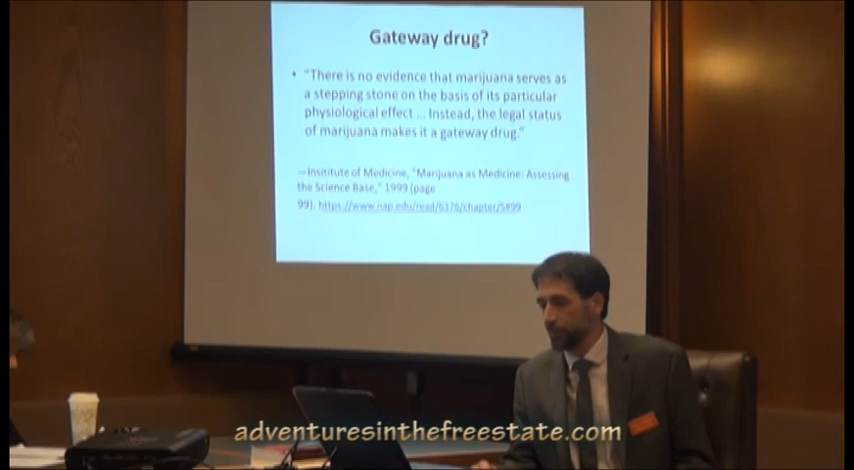 Gateway drug?
• "There is no evidence that marijuana serves as
a stepping stone on the basis of its particular
physiological effect ... Instead, the legal status
of marijuana makes it a gateway drug."
—Insititute of Medicine, "Marijuana as Medicine: Assessing
the Science Base," 1999 (page
99). https://www.nap.edu/read/6376/chapter/5#99
adventuresinthefreestate.com